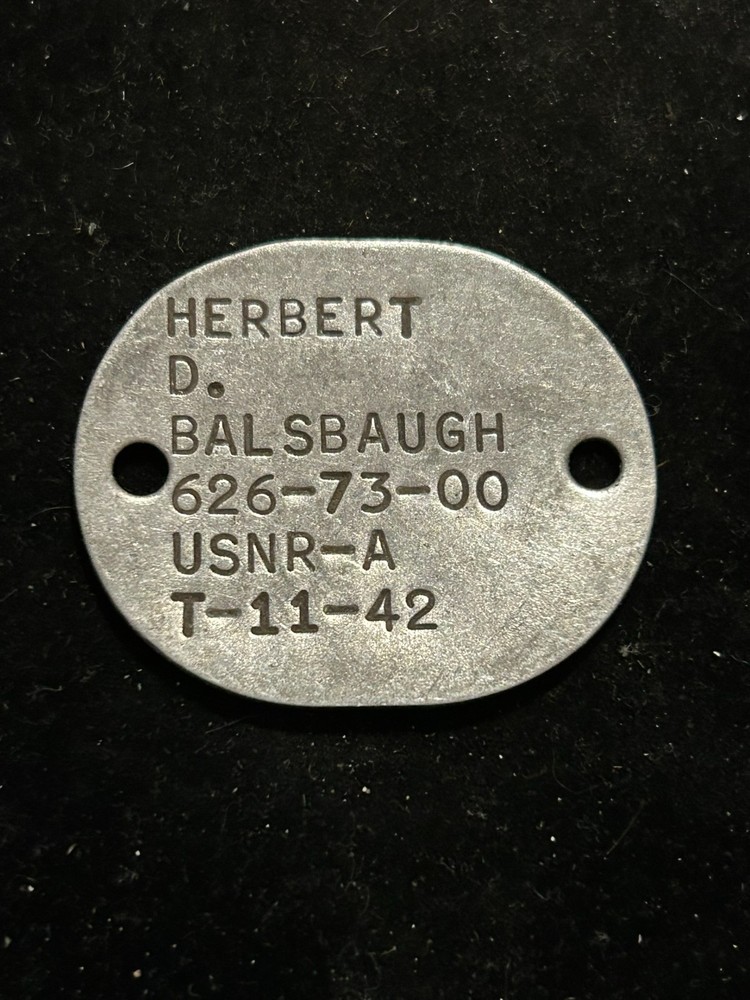 HERBERT
D.
BALSBAUGH
626-73-00
USNR-A
T-11-42